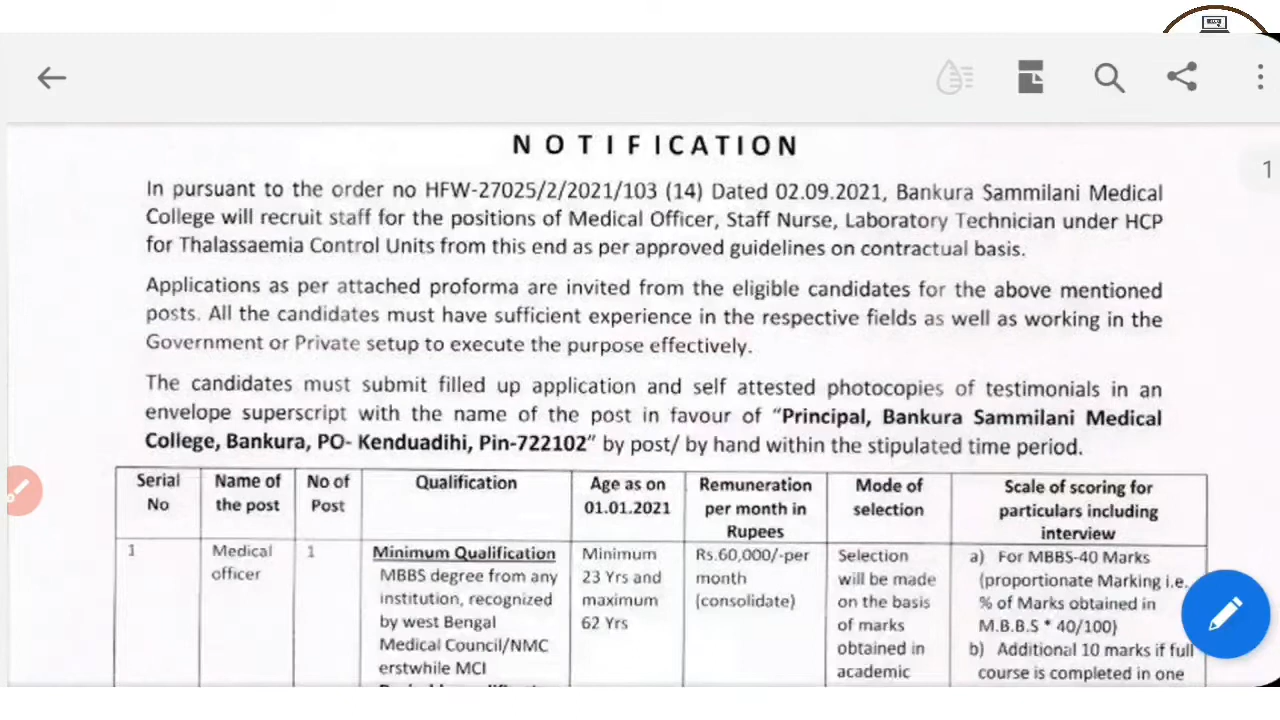 NOTIFICATION
1
In pursuant to the order no HFW-27025/2/2021/103 (14) Dated 02.09.2021, Bankura Sammilani Medical
College will recruit staff for the positions of Medical Officer, Staff Nurse, Laboratory Technician under HCP
for Thalassaemia Control Units from this end as per approved guidelines on contractual basis.
Applications as per attached proforma are invited from the eligible candidates for the above mentioned
posts. All the candidates must have sufficient experience in the respective fields as well as working in the
Government or Private setup to execute the purpose effectively.
The candidates must submit filled up application and self attested photocopies of testimonials in an
envelope superscript with the name of the post in favour of "Principal, Bankura Sammilani Medical
College, Bankura, PO- Kenduadihi, Pin-722102" by post/ by hand within the stipulated time period.
Serial
No
Name of
the post
No of
Post
Qualification
Age as on
01.01.2021
Remuneration
per month in
Rupees
Mode of
selection
Scale of scoring for
particulars including
interview
1
Medical
officer
1
Minimum Qualification
MBBS degree from any
institution, recognized
by west Bengal
Medical Council/NMC
erstwhile MCI
Minimum
23 Yrs and
maximum
62 Yrs
Rs.60,000/-per
month
(consolidate)
Selection
will be made
on the basis
of marks
obtained in
academic
a) For MBBS-40 Marks
(proportionate Marking i.e.
% of Marks obtained in
M.B.B.S * 40/100)
b) Additional 10 marks if full
course is completed in one